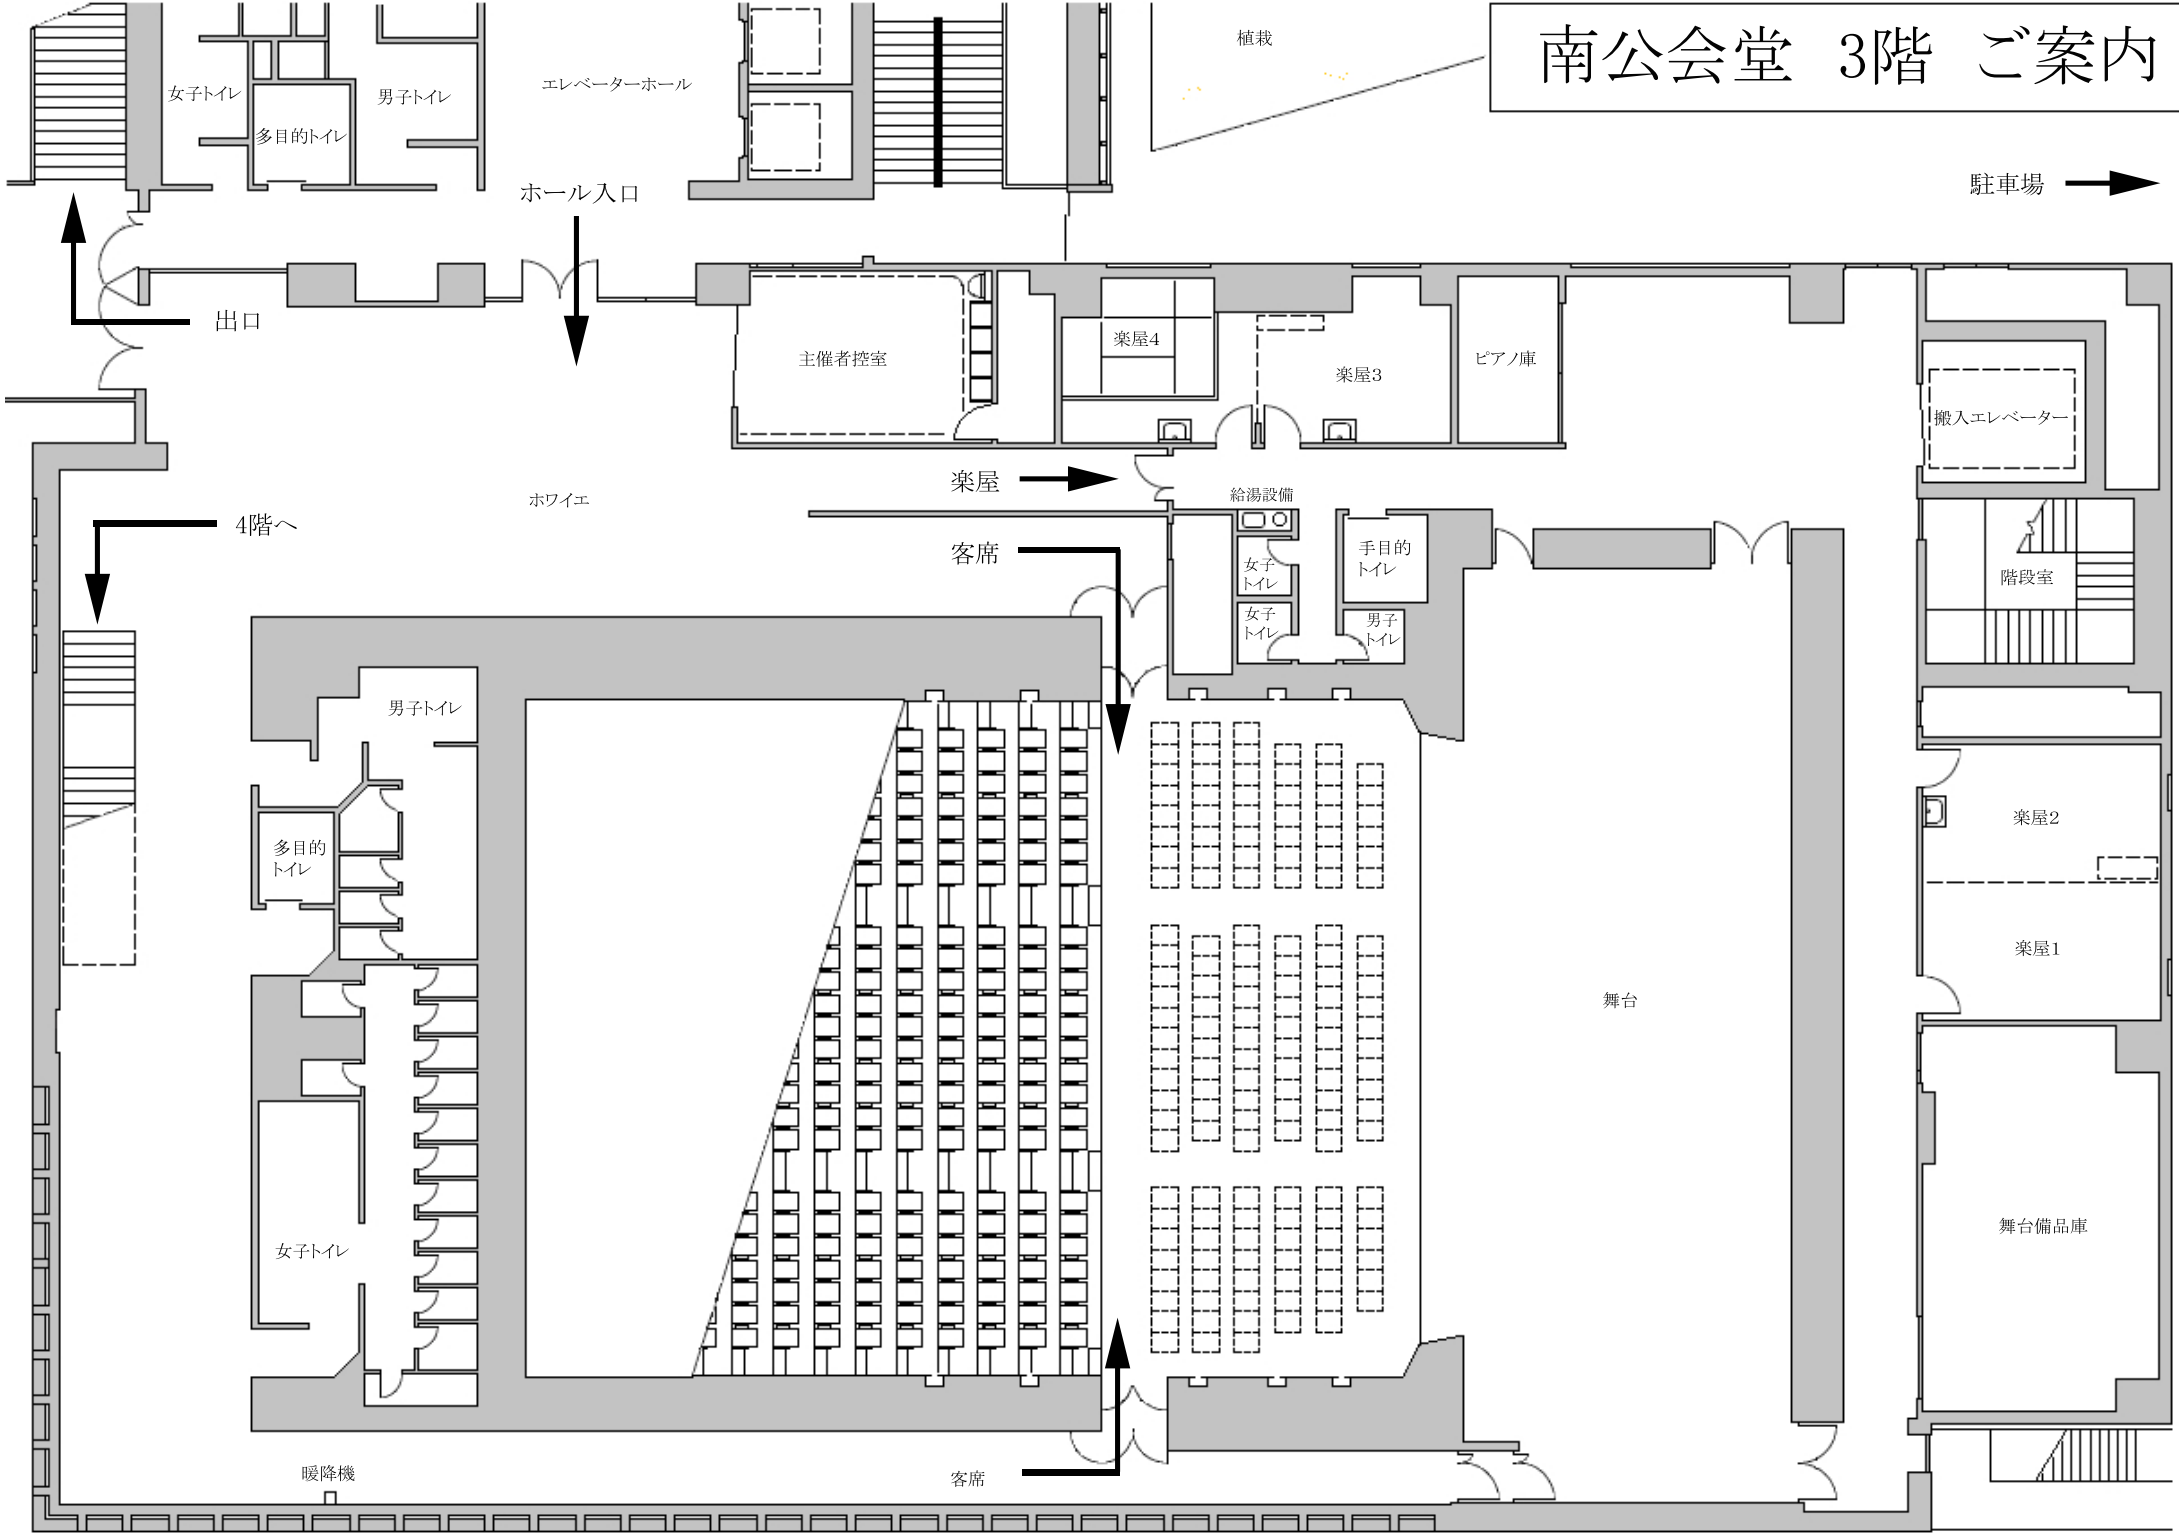 南公会堂 3階 ご案内
植栽
エレベーターホール
女子トイレ
男子トイレ
多目的トイレ
駐車場
ホール入口
出口
楽屋4
主催者控室
ピアノ庫
楽屋3
搬入エレベーター
楽屋
給湯設備
ホワイエ
4階へ
客席
手目的
トイレ
女子
トイレ
階段室
女子
トイレ
男子
トイレ
男子トイレ
楽屋2
多目的
トイレ
楽屋1
舞台
舞台備品庫
女子トイレ
暖降機
客席